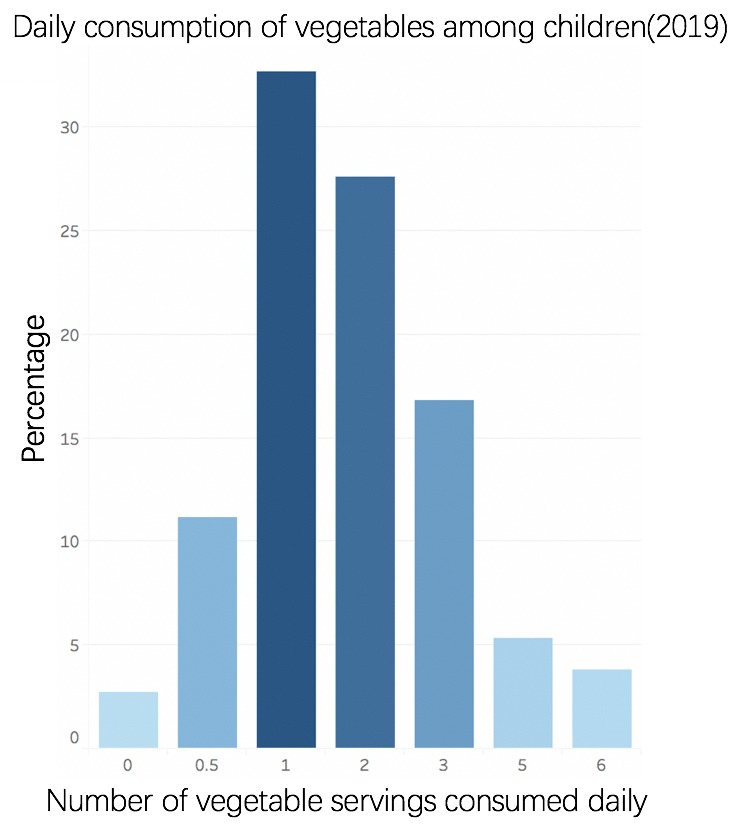 Daily consumption of vegetables among children(2019)
30
25
20
15
10
5
0
Percentage
0 0.5 1 2 3 5 6
Number of vegetable servings consumed daily